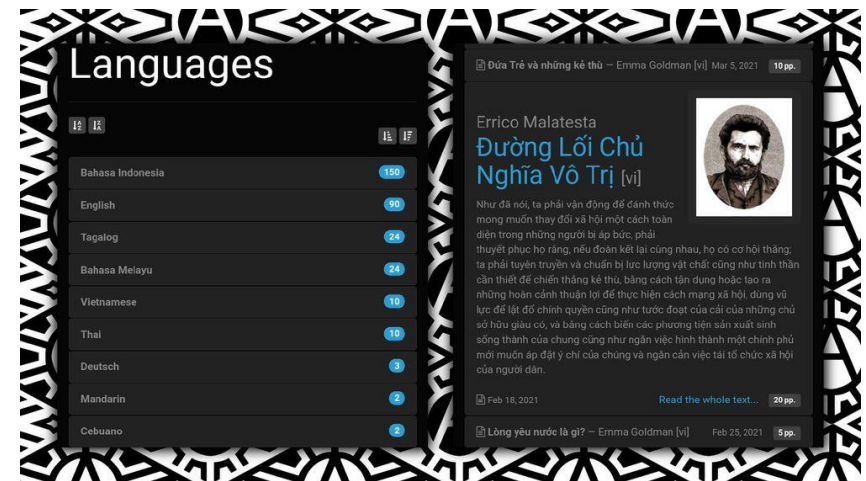 Languages
Bahasa Indonesia 150
English 90
Tagalog 24
Bahasa Melayu 24
Vietnamese 10
Thai 10
Deutsch 3
Mandarin 2
Cebuano 2
Đứa Trẻ và những kẻ thù — Emma Goldman [vi] Mar 5, 2021 10 pp.
Errico Malatesta
Đường Lối Chủ
Nghĩa Vô Trị [vi]
Như đã nói, ta phải vận động để đánh thức
mong muốn thay đổi xã hội một cách toàn
diện trong những người bị áp bức, phải
thuyết phục họ rằng, nếu đoàn kết lại cùng nhau, họ có cơ hội thắng;
ta phải tuyên truyền và chuẩn bị lực lượng vật chất cũng như tinh thần
cần thiết để chiến thắng kẻ thù, bằng cách tận dụng hoặc tạo ra
những hoàn cảnh thuận lợi để thực hiện cách mạng xã hội, dùng vũ
lực để lật đổ chính quyền cũng như tước đoạt của cải của những chủ
sở hữu giàu có, và bằng cách biến các phương tiện sản xuất sinh
sống thành của chung cũng như ngăn việc hình thành một chính phủ
mới muốn áp đặt ý chí của chúng và ngăn cản việc tái tổ chức xã hội
của người dân.
Feb 18, 2021 Read the whole text... 20 pp.
Lòng yêu nước là gì? — Emma Goldman [vi] Feb 25, 2021 5 pp.